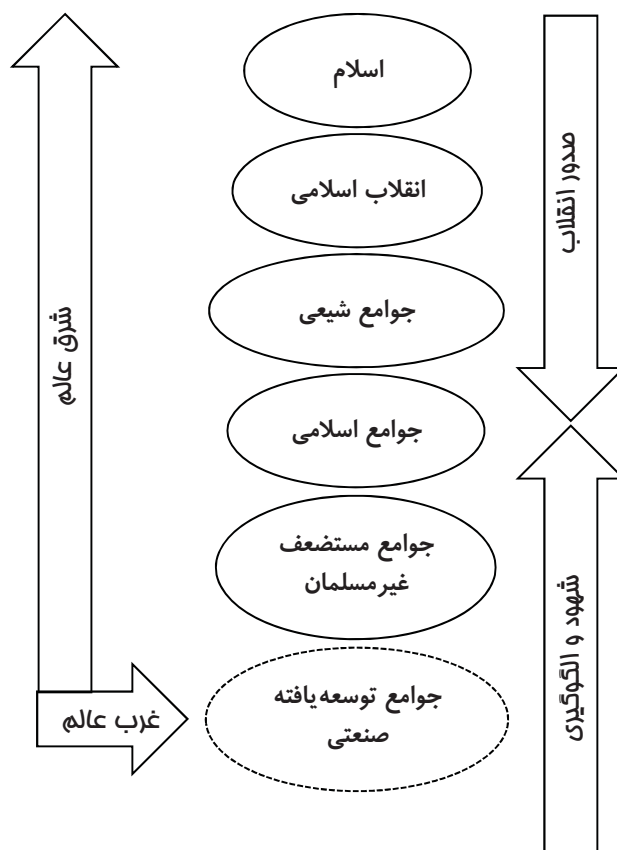 اسلام
انقلاب اسلامی
جوامع شیعی
جوامع اسلامی
جوامع مستضعف
غیرمسلمان
جوامع توسعه‌یافته
صنعتی
صدور انقلاب
شهود و الگوگیری
شرق عالم
غرب عالم